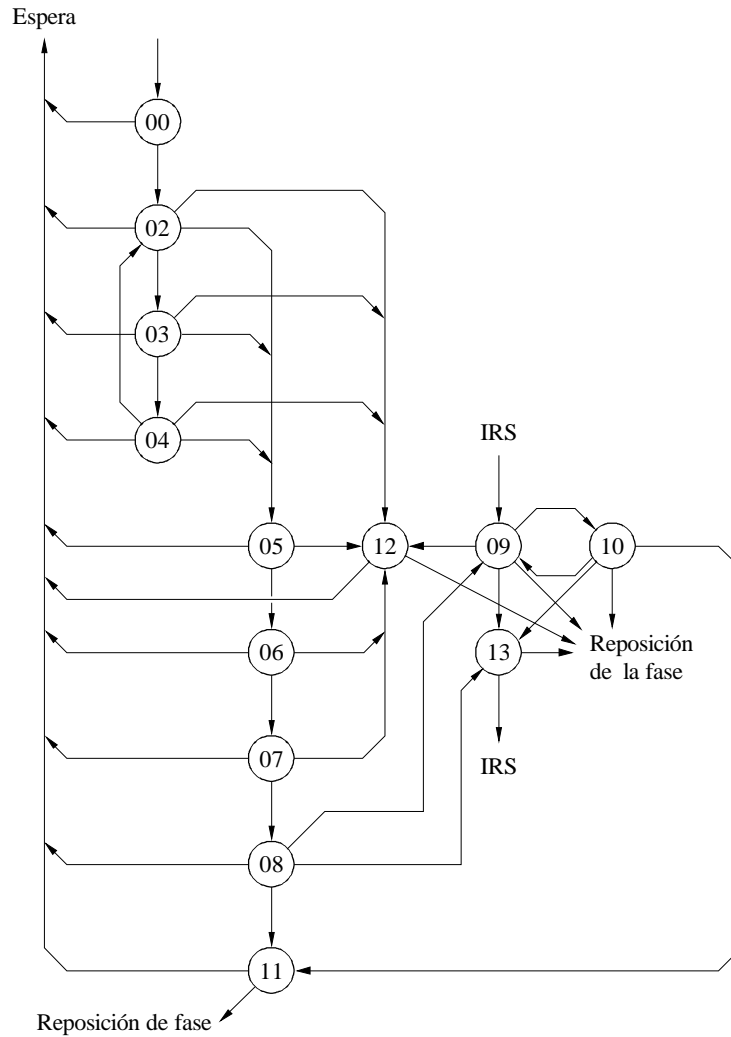 Espera
00
02
03
04
IRS
05
12
09
10
06
13
Reposición
de la fase
07
IRS
08
11
Reposición de fase